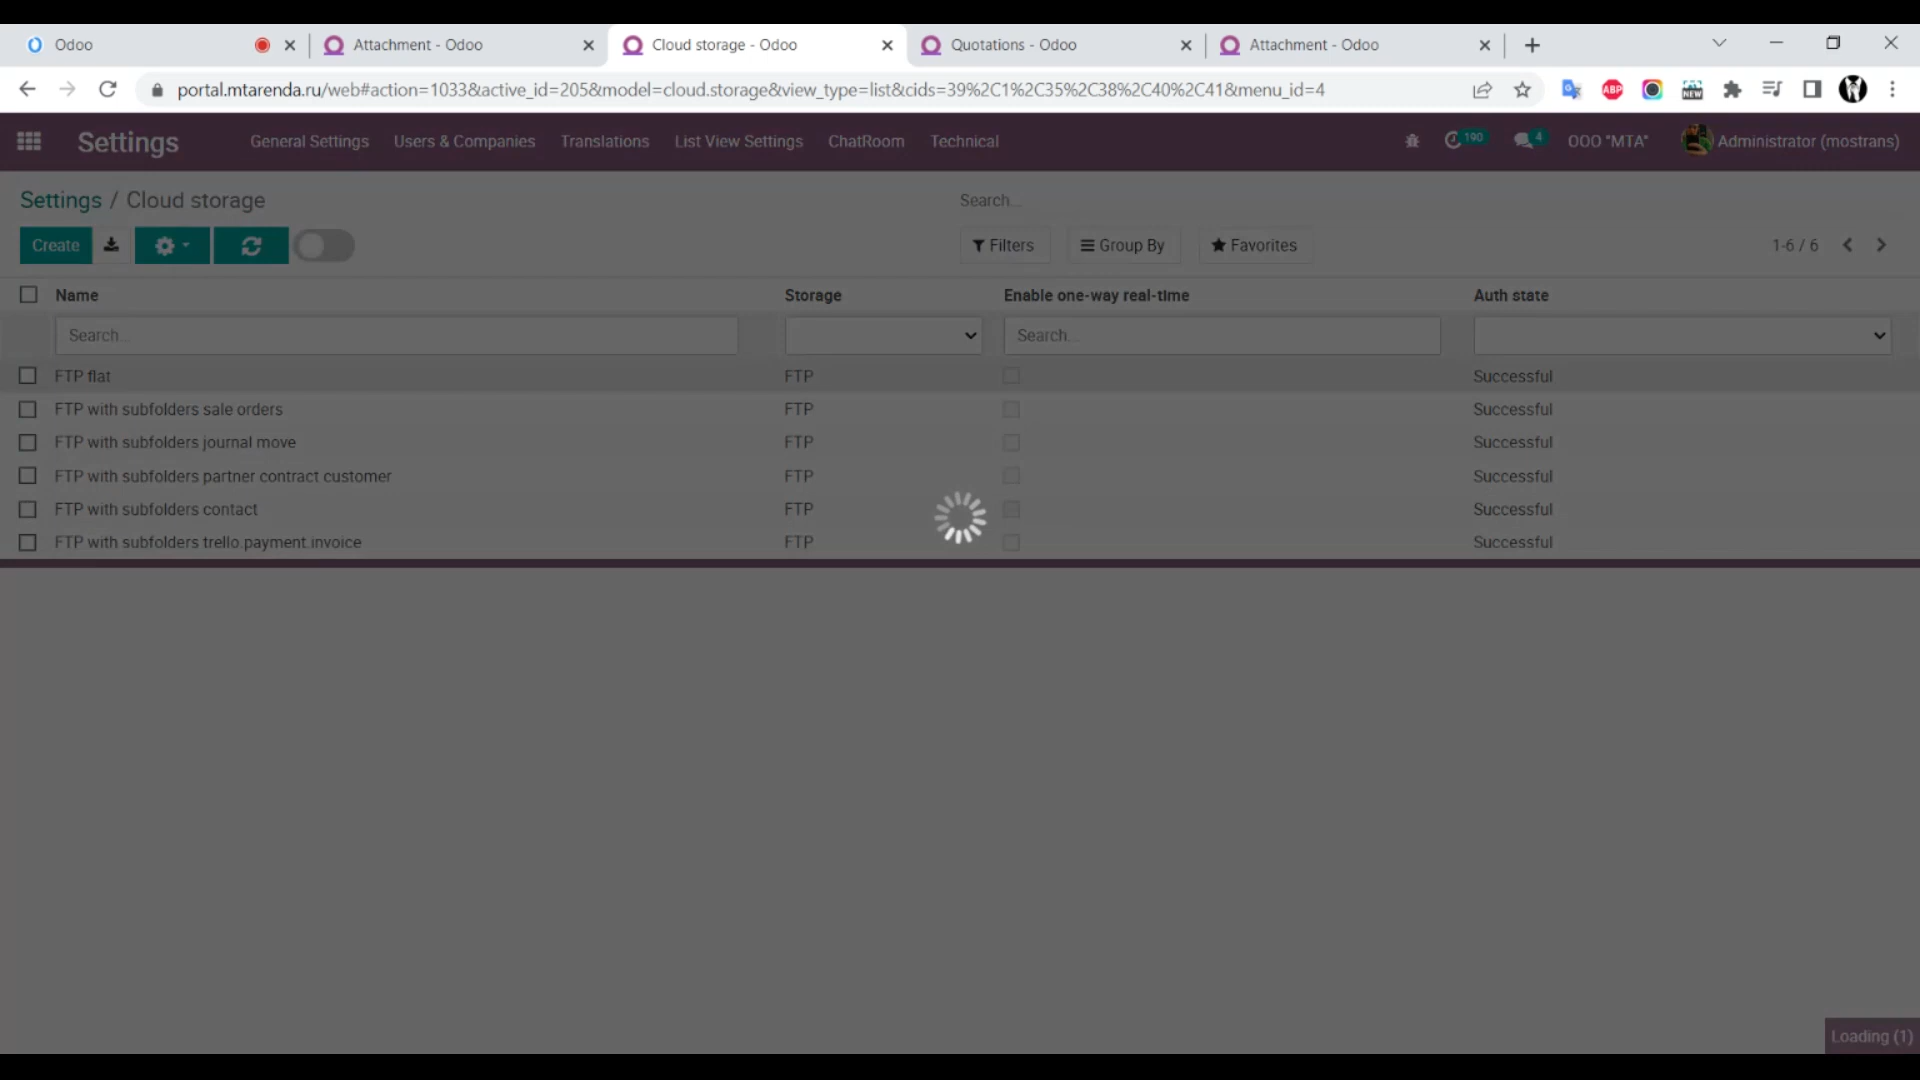 Odoo
Attachment - Odoo
Cloud storage - Odoo
Quotations - Odoo
Attachment - Odoo
portal.mtarenda.ru/web#action=1033&active_id=205&model=cloud.storage&view_type=list&cids=39%2C1%2C35%2C38%2C40%2C41&menu_id=4
ABP
NEW
Settings General Settings Users & Companies Translations List View Settings ChatRoom Technical 190 4 OOO "MTA" Administrator (mostrans)
Settings / Cloud storage Search...
Create Filters Group By Favorites 1-6 / 6
Name Storage Enable one-way real-time Auth state
Search... Search...
FTP flat FTP Successful
FTP with subfolders sale orders FTP Successful
FTP with subfolders journal move FTP Successful
FTP with subfolders partner contract customer FTP Successful
FTP with subfolders contact FTP Successful
FTP with subfolders trello.payment.invoice FTP Successful
Loading (1)